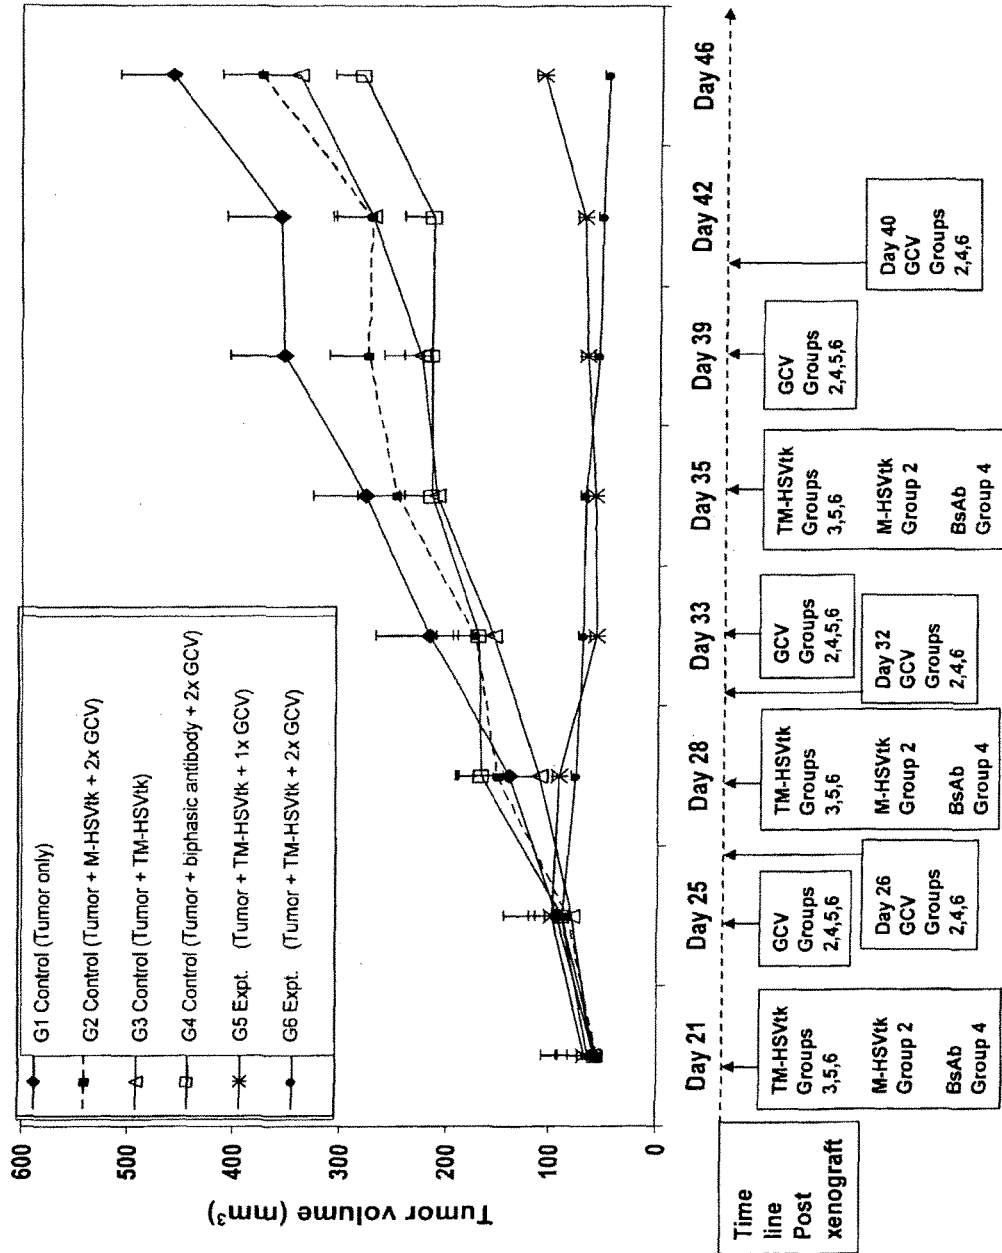 Tumor volume (mm³)
600
500
400
300
200
100
0
G1 Control (Tumor only)
G2 Control (Tumor + M-HSVtk + 2x GCV)
G3 Control (Tumor + TM-HSVtk)
G4 Control (Tumor + biphasic antibody + 2x GCV)
G5 Expt. (Tumor + TM-HSVtk + 1x GCV)
G6 Expt. (Tumor + TM-HSVtk + 2x GCV)
Day 21
Day 25
Day 28
Day 33
Day 35
Day 39
Day 42
Day 46
Time
line
Post
xenograft
TM-HSVtk
Groups
3,5,6
M-HSVtk
Group 2
BsAb
Group 4
GCV
Groups
2,4,5,6
Day 26
GCV
Groups
2,4,6
TM-HSVtk
Groups
3,5,6
M-HSVtk
Group 2
BsAb
Group 4
GCV
Groups
2,4,5,6
Day 32
GCV
Groups
2,4,6
TM-HSVtk
Groups
3,5,6
M-HSVtk
Group 2
BsAb
Group 4
GCV
Groups
2,4,5,6
Day 40
GCV
Groups
2,4,6